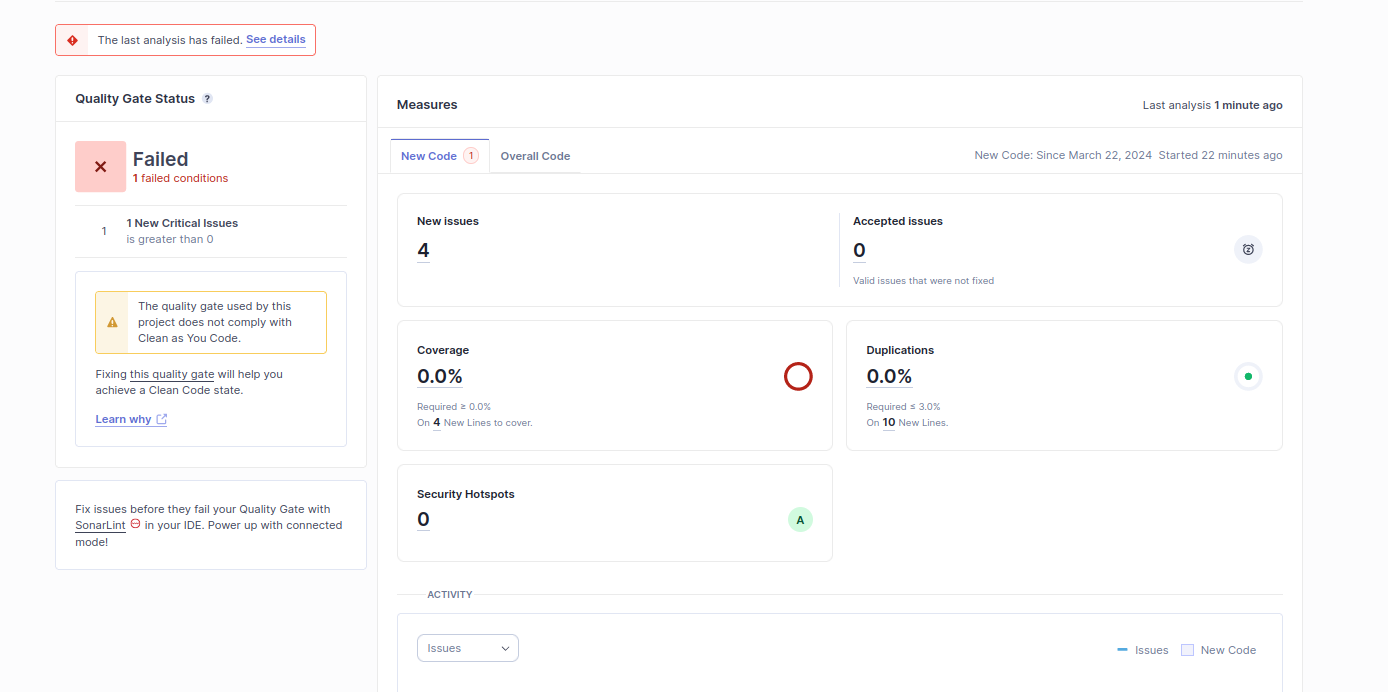 The last analysis has failed. See details
Quality Gate Status ?
Failed
1 failed conditions
1
1 New Critical Issues
is greater than 0
The quality gate used by this
project does not comply with
Clean as You Code.
Fixing this quality gate will help you
achieve a Clean Code state.
Learn why
Fix issues before they fail your Quality Gate with
SonarLint in your IDE. Power up with connected
mode!
Measures
Last analysis 1 minute ago
New Code 1
Overall Code
New Code: Since March 22, 2024 Started 22 minutes ago
New issues
4
Accepted issues
0
Valid issues that were not fixed
Coverage
0.0%
Required ≥ 0.0%
On 4 New Lines to cover.
Duplications
0.0%
Required ≤ 3.0%
On 10 New Lines.
Security Hotspots
0
A
ACTIVITY
Issues
Issues
New Code